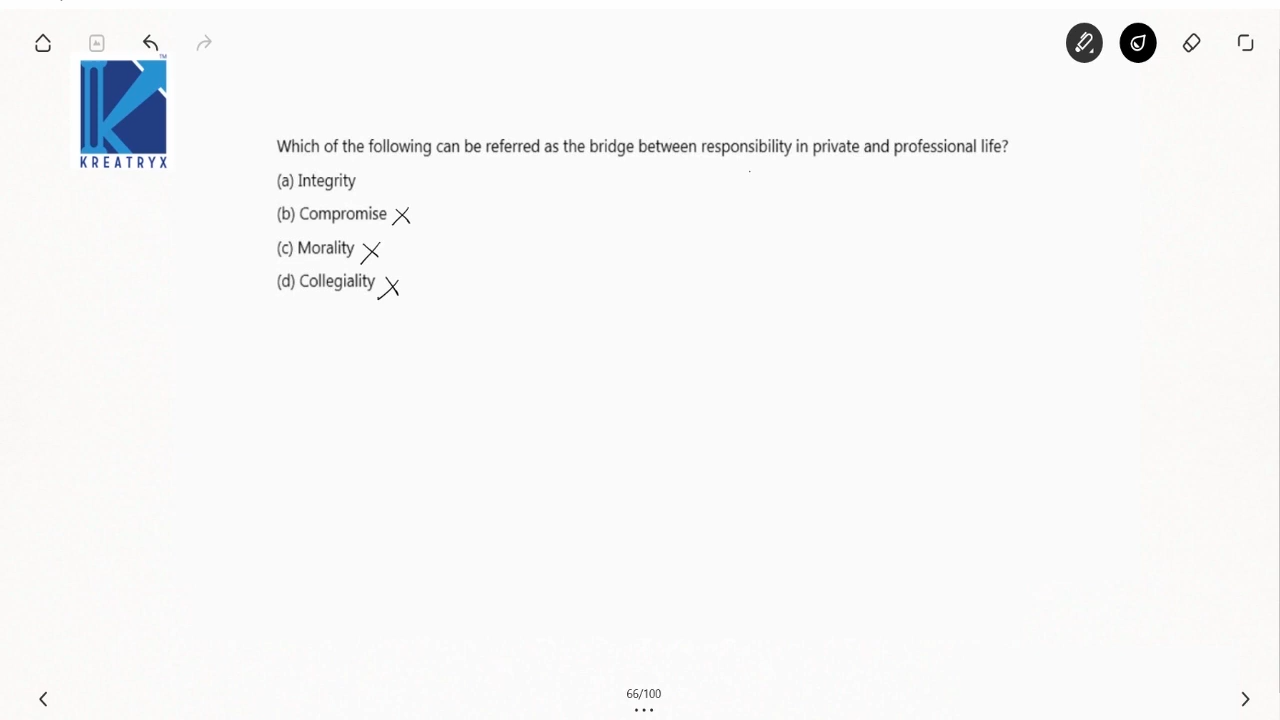 TM
KREATRYX
Which of the following can be referred as the bridge between responsibility in private and professional life?
(a) Integrity
(b) Compromise
(c) Morality
(d) Collegiality
66/100